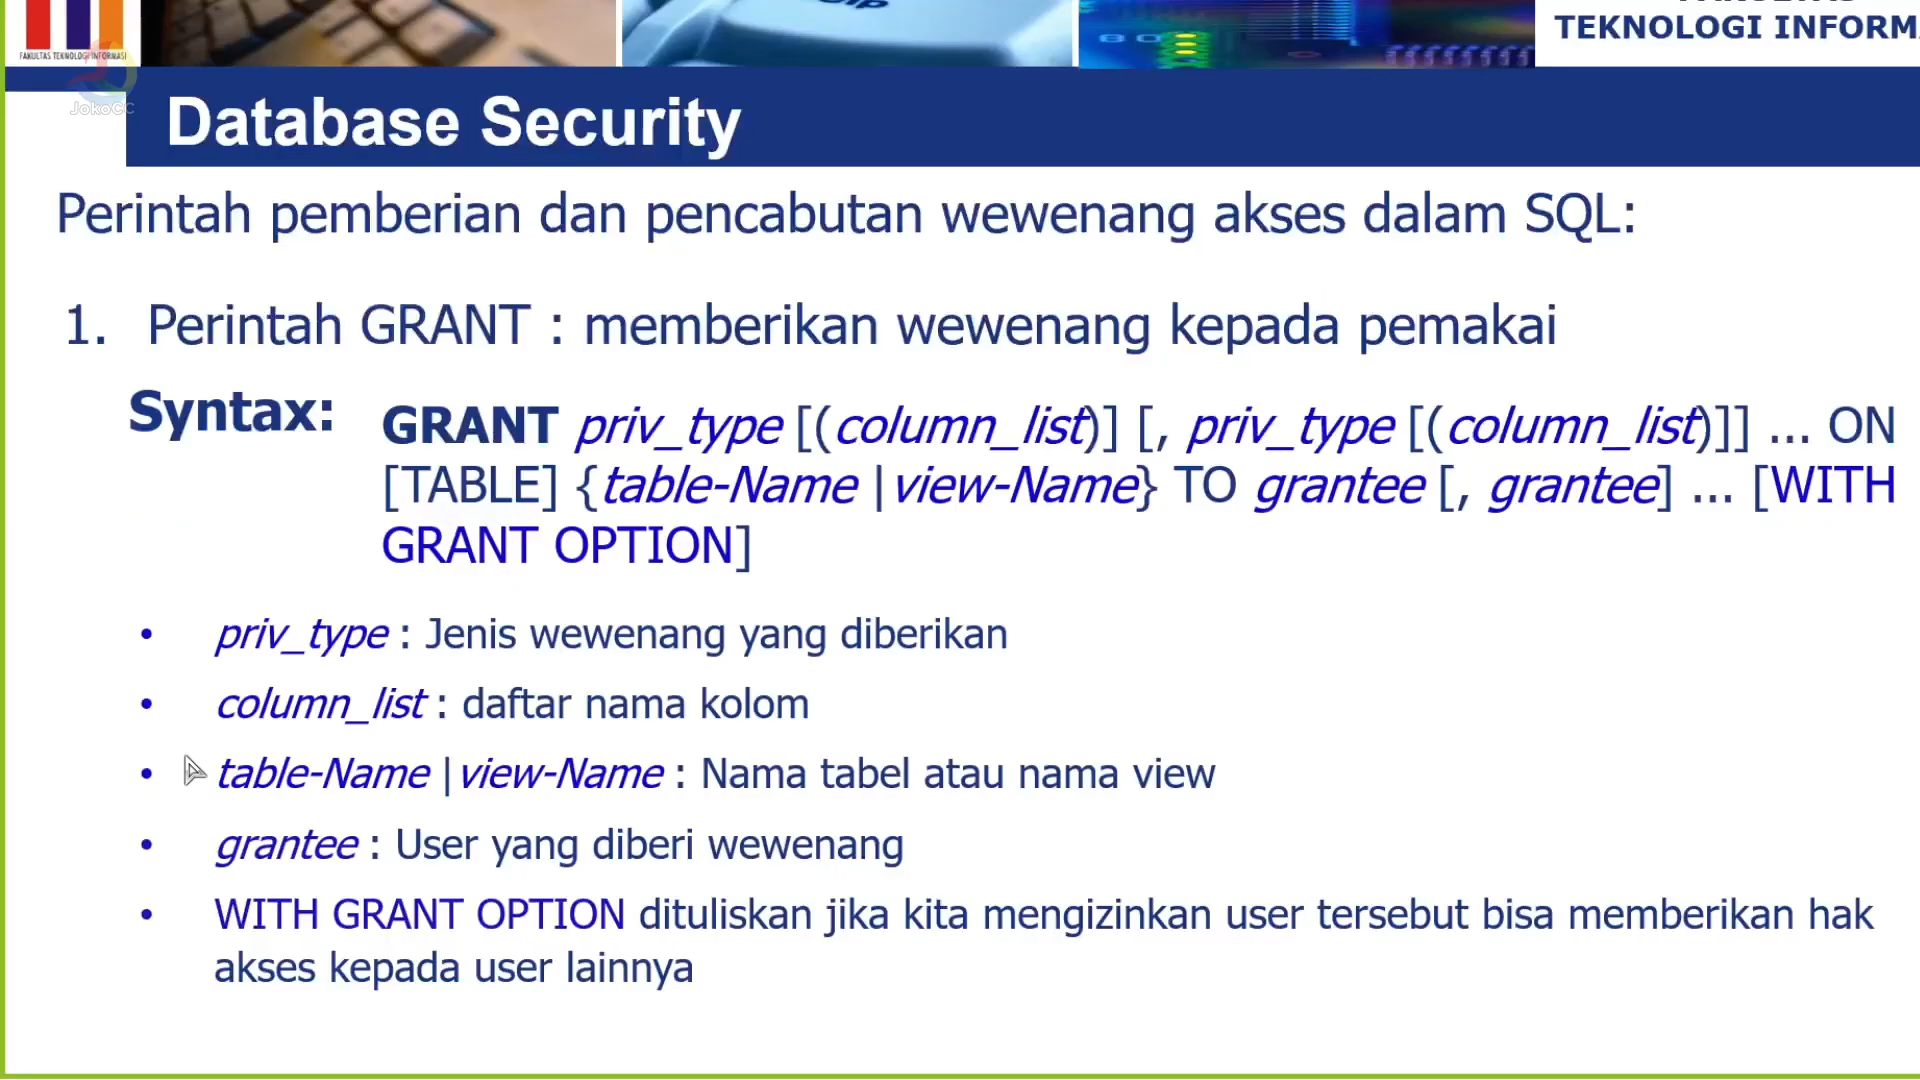 TEKNOLOGI INFORM
FAKULTAS TEKNOLOGI INFORMASI
JokoCC
Database Security
Perintah pemberian dan pencabutan wewenang akses dalam SQL:
1. Perintah GRANT : memberikan wewenang kepada pemakai
Syntax: GRANT priv_type [(column_list)] [, priv_type [(column_list)]] ... ON
[TABLE] {table-Name | view-Name} TO grantee [, grantee] ... [WITH
GRANT OPTION]
• priv_type : Jenis wewenang yang diberikan
• column_list : daftar nama kolom
• table-Name | view-Name : Nama tabel atau nama view
• grantee : User yang diberi wewenang
• WITH GRANT OPTION dituliskan jika kita mengizinkan user tersebut bisa memberikan hak
akses kepada user lainnya